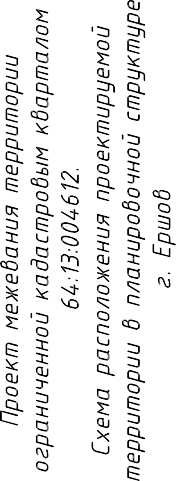 Проект межевания территории
ограниченной кадастровым кварталом
64:13:004612.
Схема расположения проектируемой
территории в планировочной структуре
г. Ершов